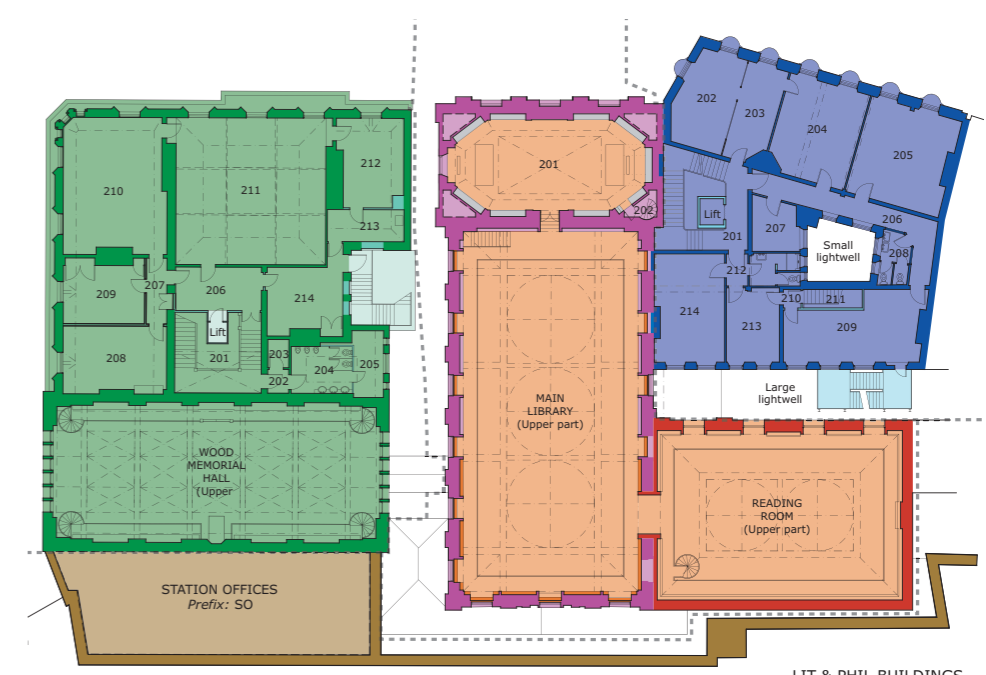 210
211
212
213
209
207
206
214
208
Lift
201
203
202
204
205
WOOD
MEMORIAL
HALL
(Upper
STATION OFFICES
Prefix: SO
201
202
MAIN
LIBRARY
(Upper part)
READING
ROOM
(Upper part)
202
203
204
205
Lift
201
207
206
Small
lightwell
208
212
210
211
214
213
209
Large
lightwell
LIT & PHIL BUILDINGS